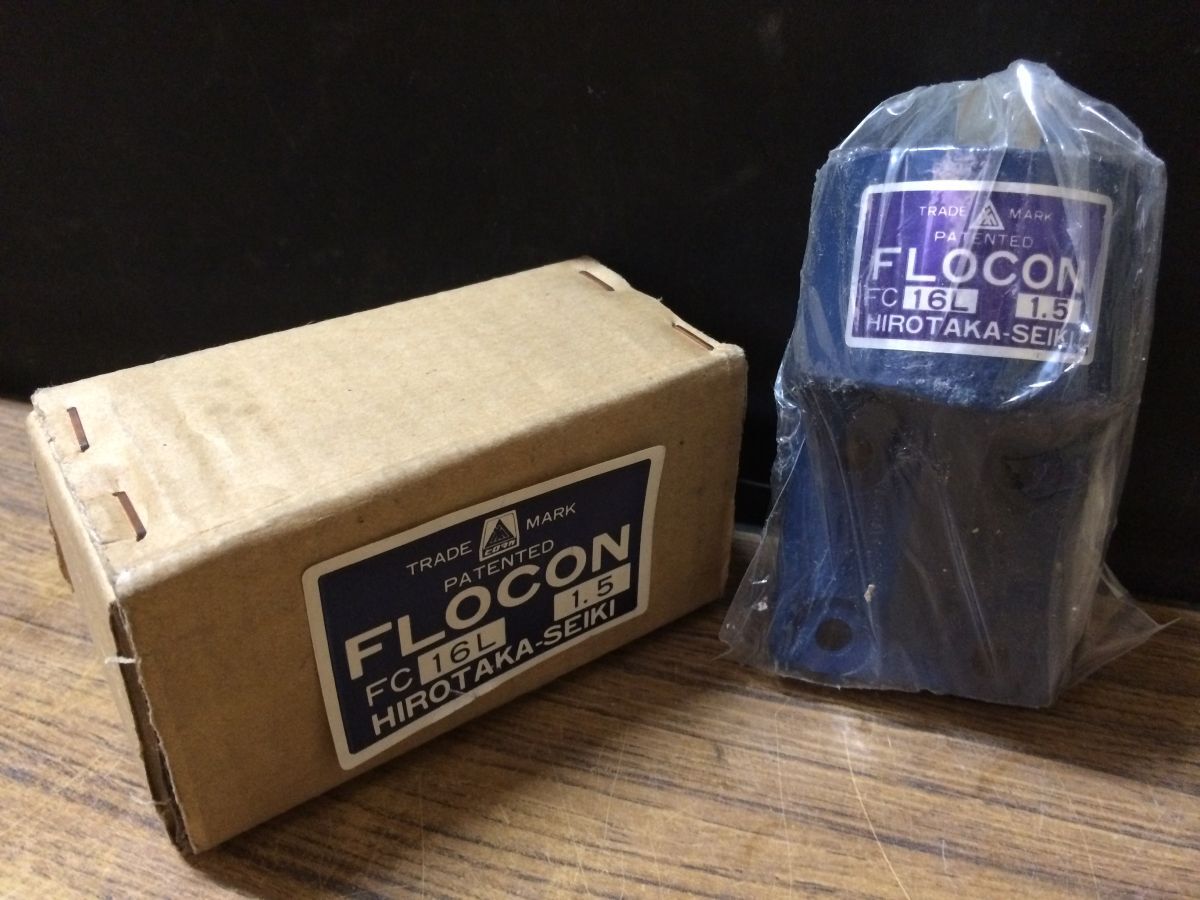 TRADE MARK
PATENTED
FLOCON
FC 16L 1.5
HIROTAKA-SEIKI
TRADE MARK
PATENTED
FLOCON
FC 16L 1.5
HIROTAKA-SEIKI